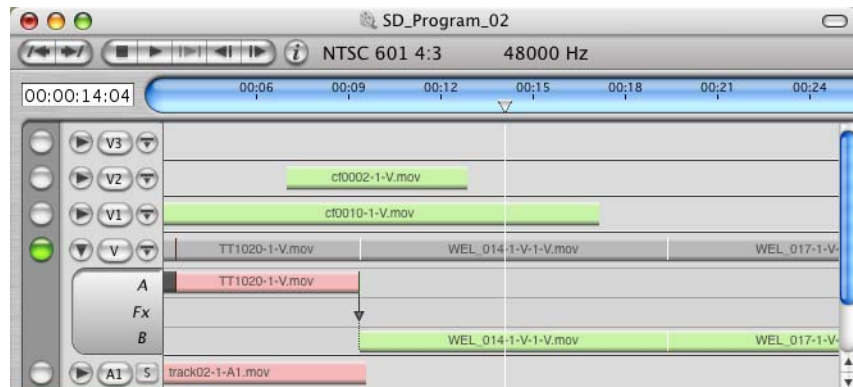 SD_Program_02
i NTSC 601 4:3 48000 Hz
00:00:14:04 00:06 00:09 00:12 00:15 00:18 00:21 00:24
V3
V2 cf0002-1-V.mov
V1 cf0010-1-V.mov
V TT1020-1-V.mov WEL_014-1-V-1-V.mov WEL_017-1-V-
A TT1020-1-V.mov
Fx
B WEL_014-1-V-1-V.mov WEL_017-1-V-
A1 S track02-1-A1.mov